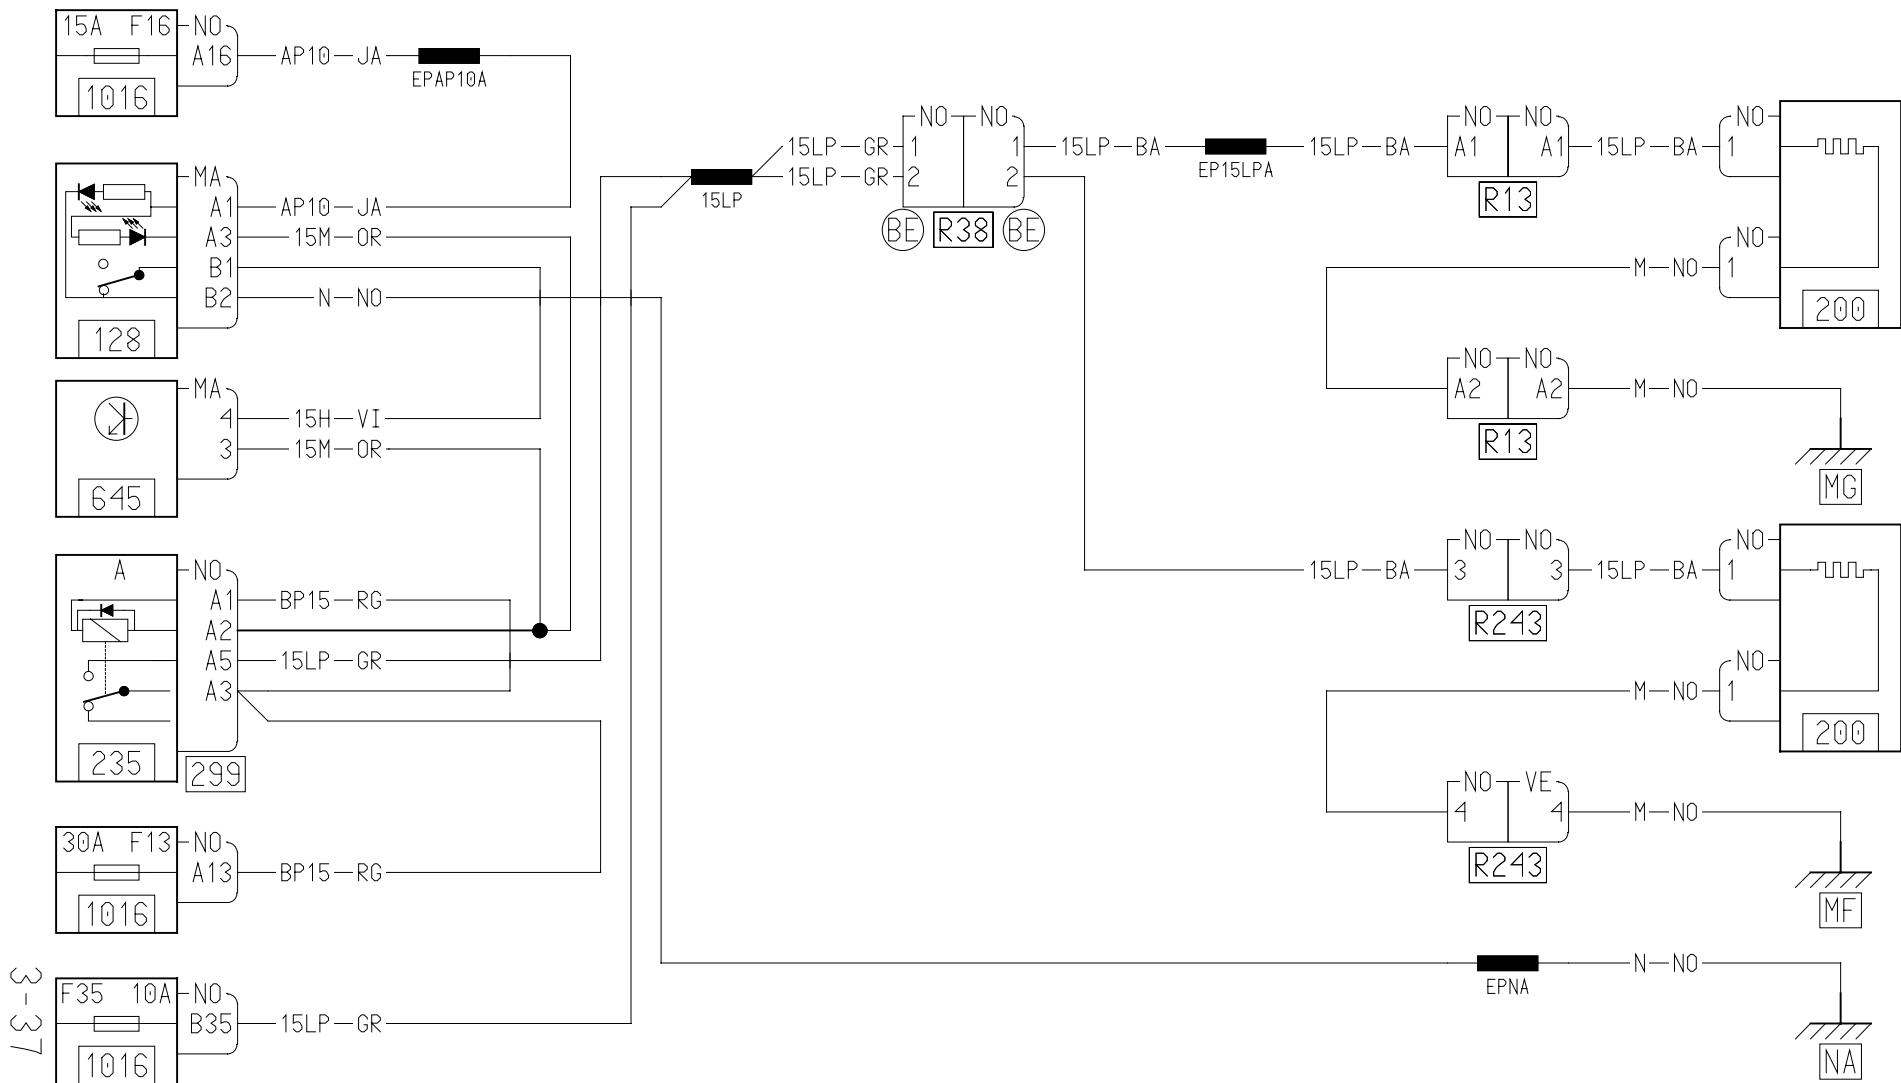 15A F16 NO
A16 AP10 JA
EPAP10A
1016
MA
A1 AP10 JA
A3 15M OR
B1
B2 N NO
128
MA
4 15H VI
3 15M OR
645
A NO
A1 BP15 RG
A2
A5 15LP GR
A3
235
299
30A F13 NO
A13 BP15 RG
1016
F35 10A NO
B35 15LP GR
1016
3-37
15LP
NO NO
15LP GR 1 1 15LP BA
15LP GR 2 2
BE R38 BE
EP15LPA
NO NO NO
15LP BA A1 A1 15LP BA 1
R13
NO
M NO 1
200
NO NO
A2 A2 M NO
R13
MG
NO NO NO
15LP BA 3 3 15LP BA 1
R243
NO
M NO 1
200
NO VE
4 4 M NO
R243
MF
EPNA
N NO
NA